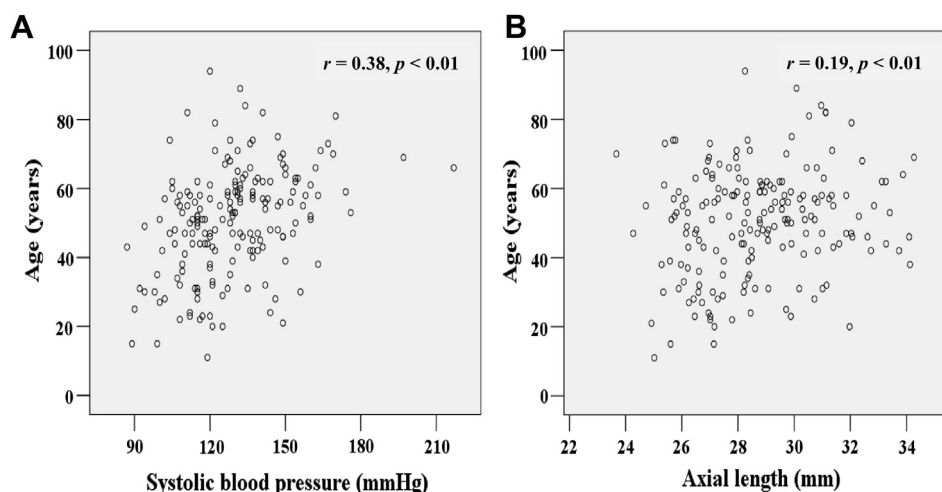 A
r = 0.38, p < 0.01
100
80
60
40
20
0
Age (years)
90 120 150 180 210
Systolic blood pressure (mmHg)
B
r = 0.19, p < 0.01
100
80
60
40
20
0
Age (years)
22 24 26 28 30 32 34
Axial length (mm)